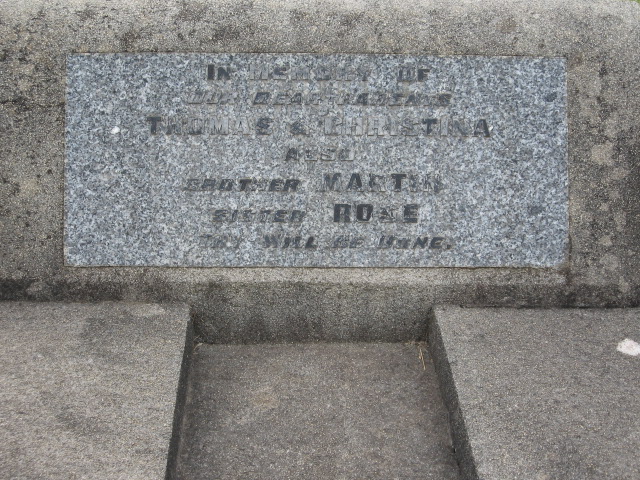 IN MEMORY OF
OUR DEAR PARENTS
THOMAS & CHRISTINA
ALSO
BROTHER MARTIN
SISTER ROSE
THY WILL BE DONE.